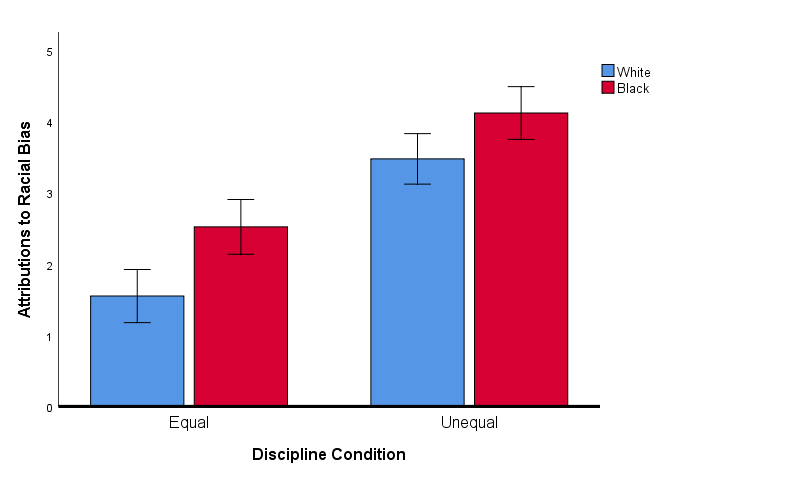 5
4
3
2
1
0
Attributions to Racial Bias
Equal
Unequal
Discipline Condition
White
Black